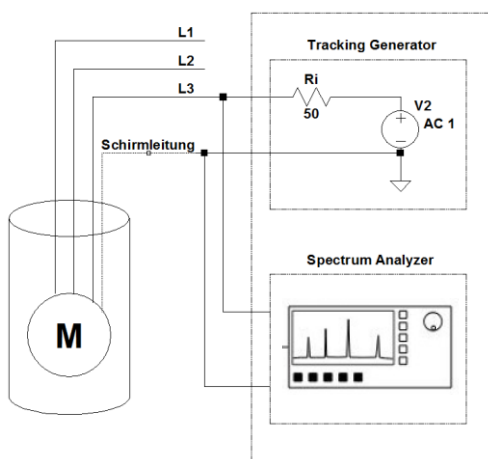 L1
L2
L3
Schirmleitung
M
Tracking Generator
Ri
50
V2
AC 1
+
−
Spectrum Analyzer